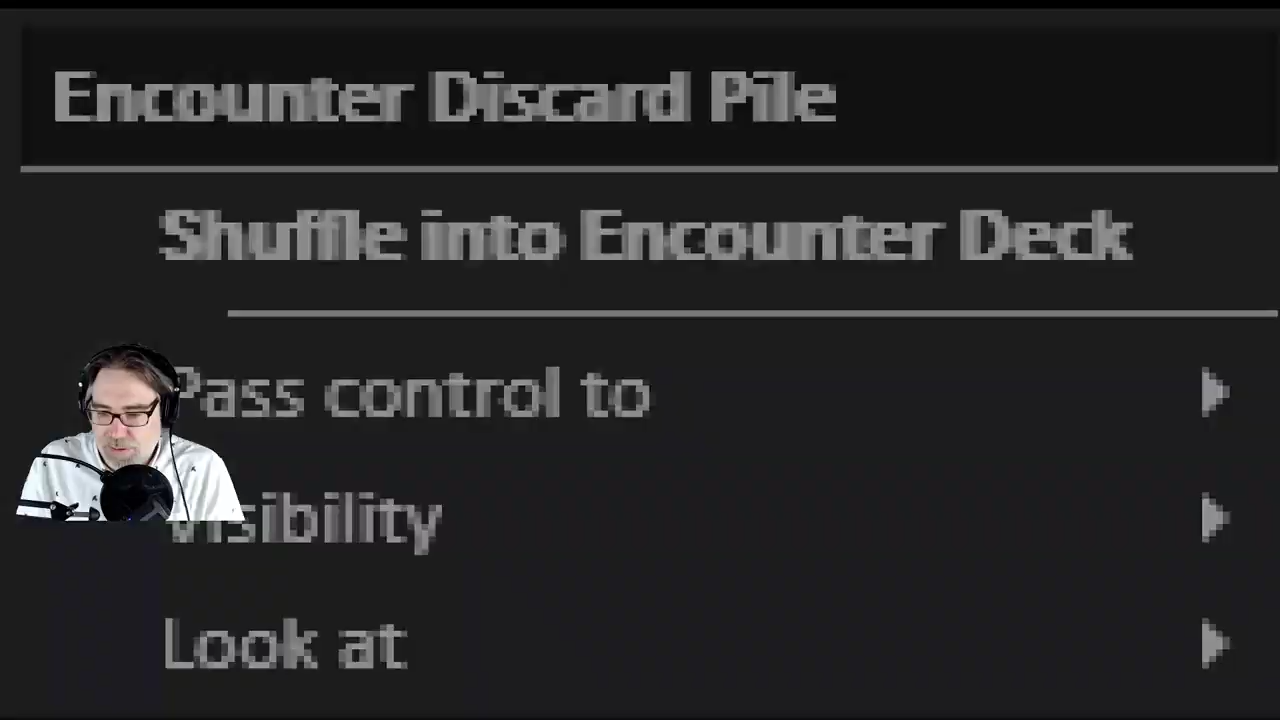 Encounter Discard Pile
Shuffle into Encounter Deck
Pass control to
Visibility
Look at